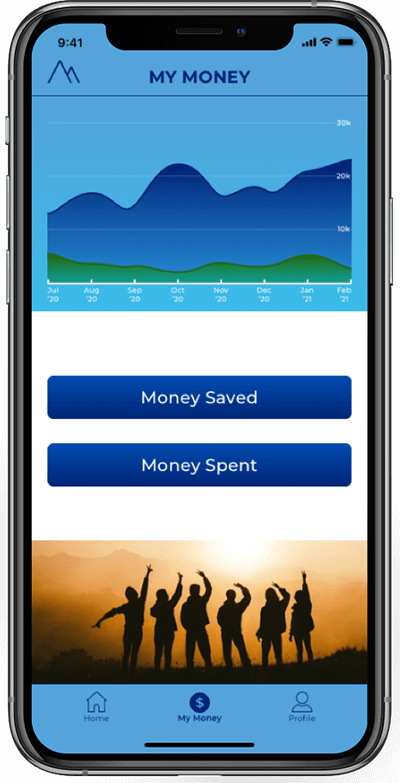 9:41
MY MONEY
30k
20k
10k
Jul Aug Sep Oct Nov Dec Jan Feb
'20 '20 '20 '20 '20 '20 '21 '21
Money Saved
Money Spent
$
Home My Money Profile